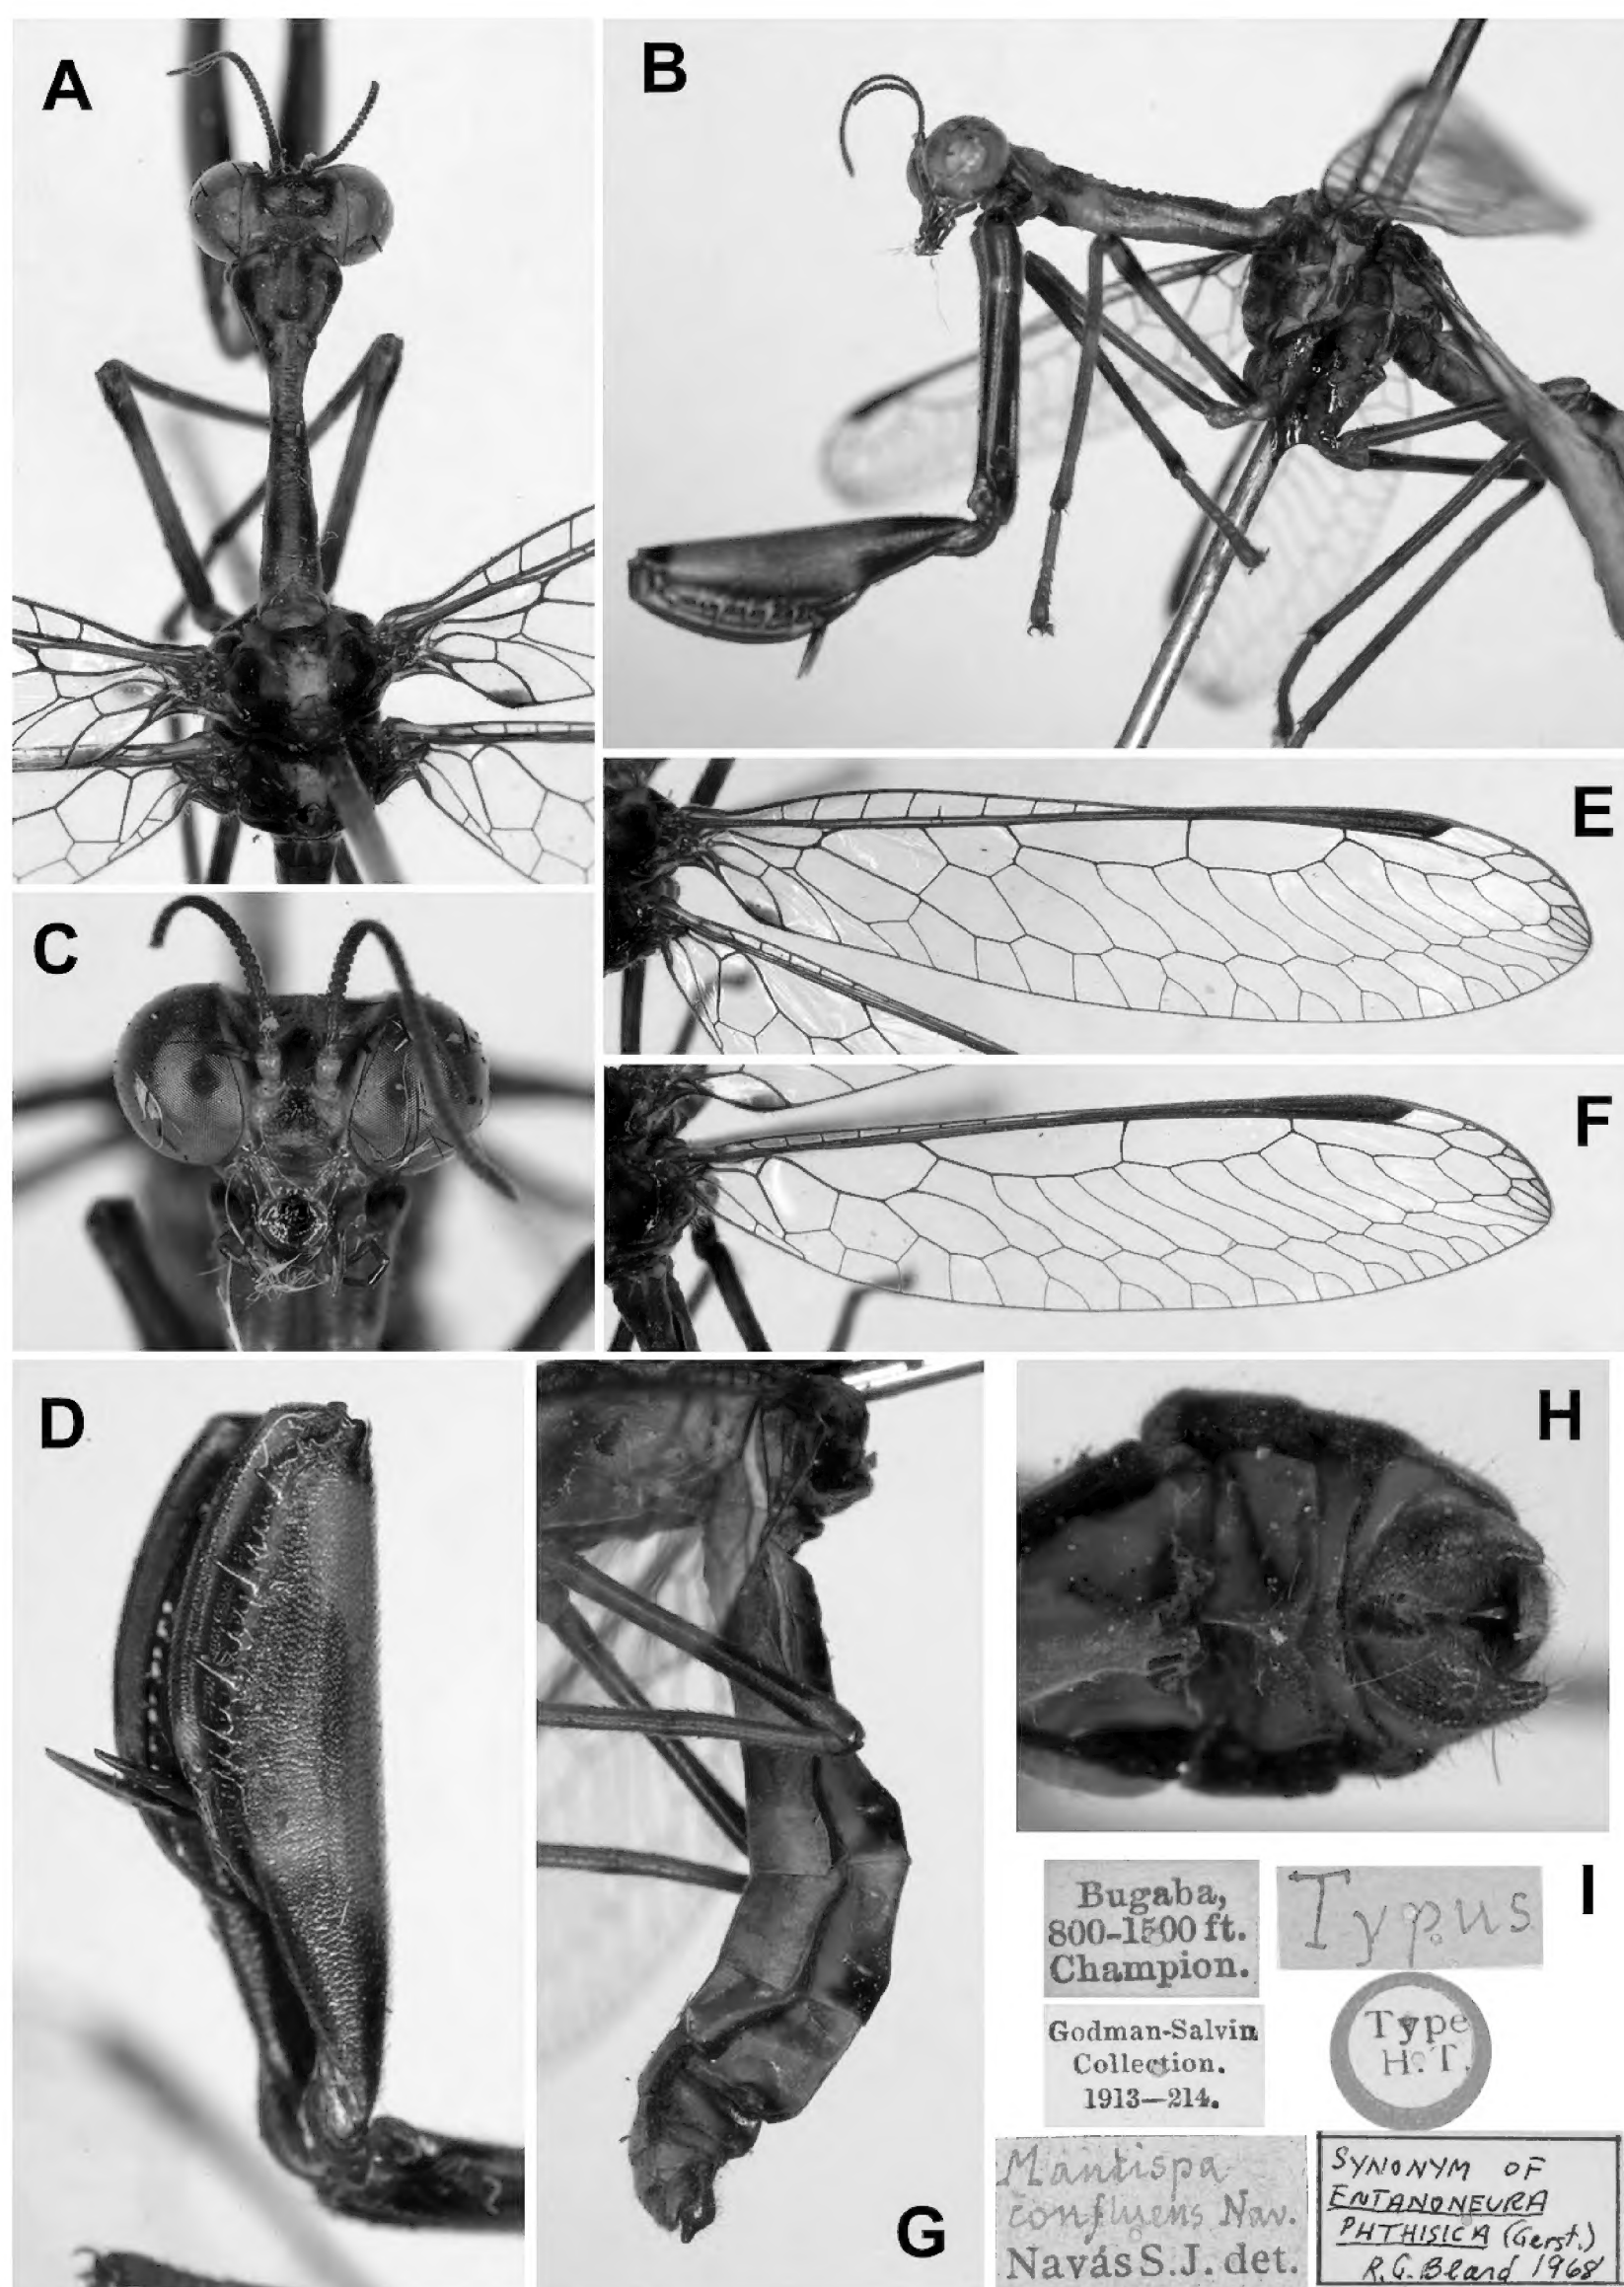 A
B
C
E
F
D
H
G
I
Bugaba,
800-1500 ft.
Champion.
Typus
Godman-Salvin
Collection.
1913—214.
Type
H.T.
Mantispa
confluens Nav.
Navás S.J. det.
SYNONYM OF
ENTANONEURA
PHTHISICA (Gerst.)
R.G. Bland 1968